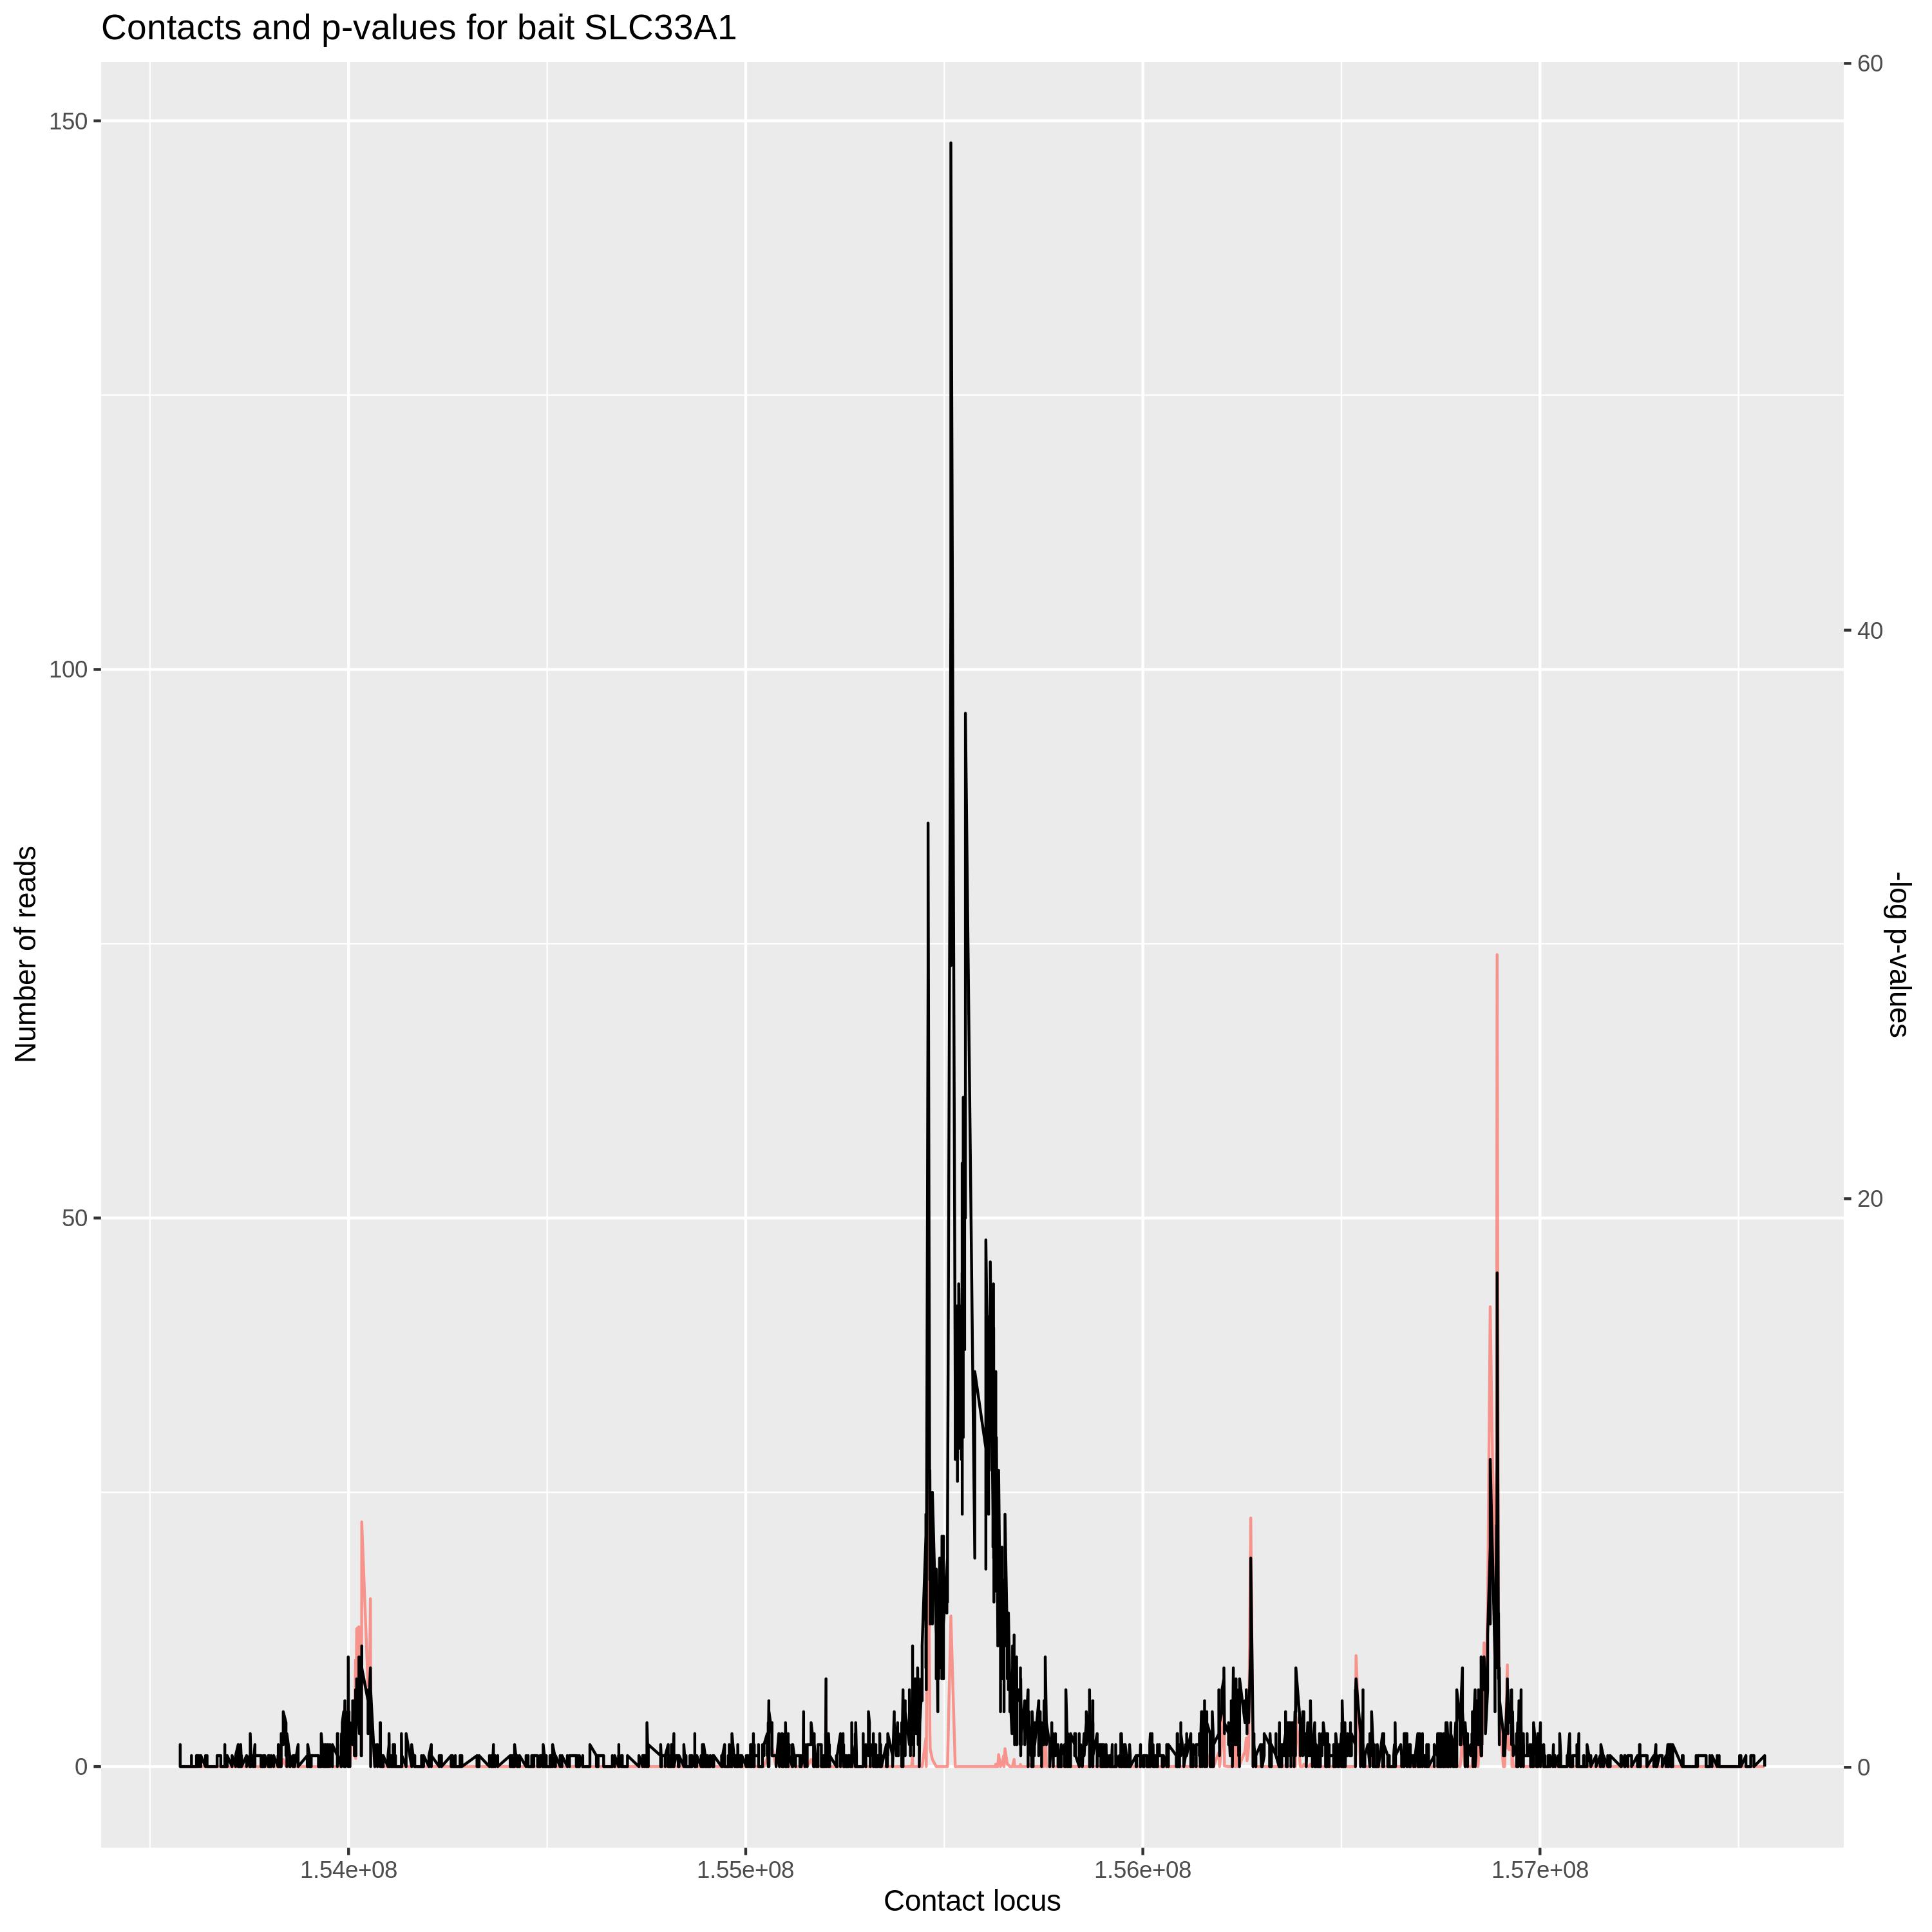 Contacts and p-values for bait SLC33A1
150
100
50
0
Number of reads
60
40
20
0
-log p-values
1.54e+08
1.55e+08
1.56e+08
1.57e+08
Contact locus